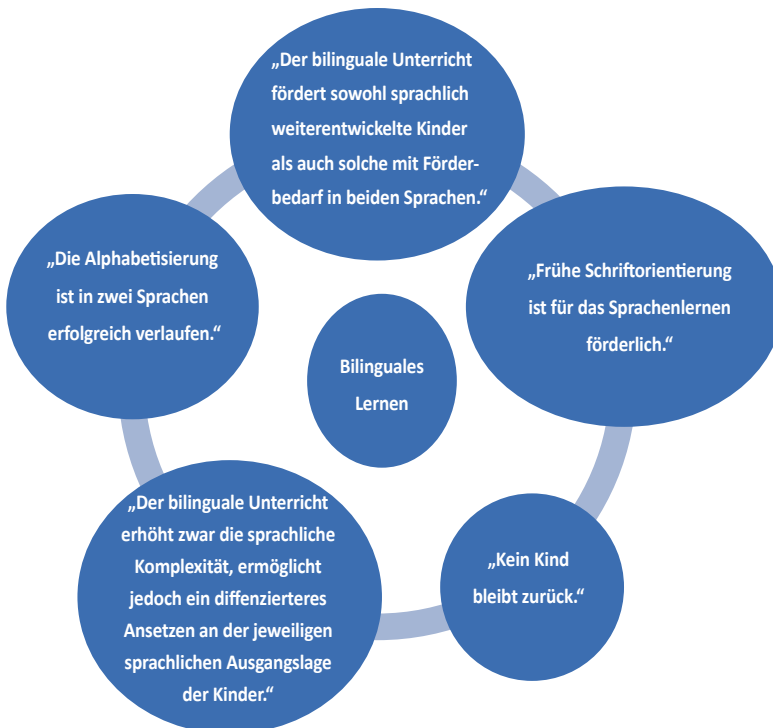 „Der bilinguale Unterricht
fördert sowohl sprachlich
weiterentwickelte Kinder
als auch solche mit Förder-
bedarf in beiden Sprachen.“
„Frühe Schriftorientierung
ist für das Sprachenlernen
förderlich.“
„Kein Kind
bleibt zurück.“
„Der bilinguale Unterricht
erhöht zwar die sprachliche
Komplexität, ermöglicht
jedoch ein diffenzierteres
Ansetzen an der jeweiligen
sprachlichen Ausgangslage
der Kinder.“
„Die Alphabetisierung
ist in zwei Sprachen
erfolgreich verlaufen.“
Bilinguales
Lernen